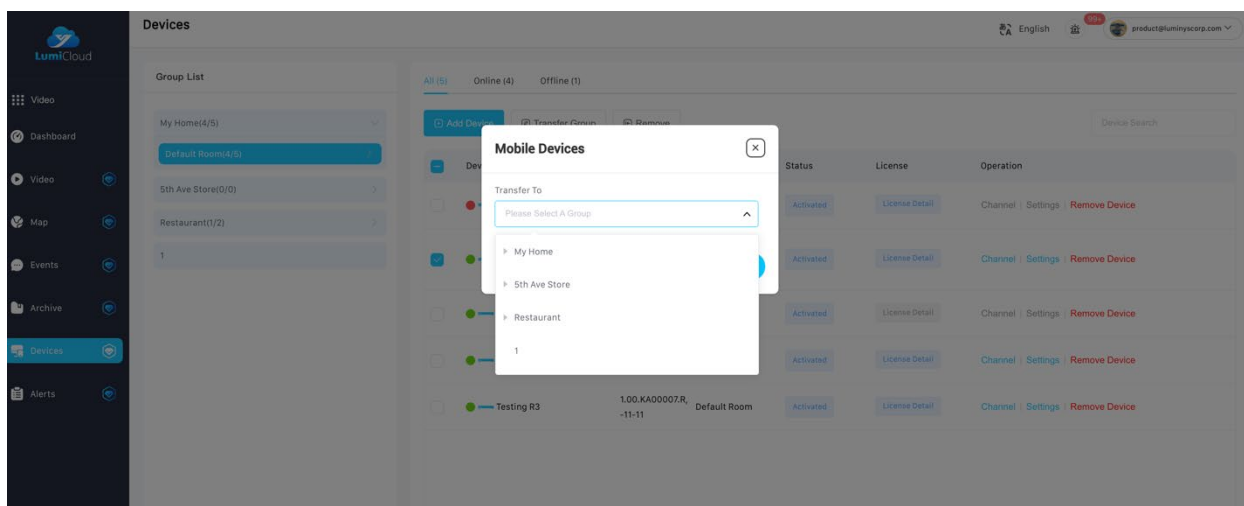 Devices
English
99+
product@luminyscorp.com
LumiCloud
Group List
All (5) Online (4) Offline (1)
Video
My Home(4/5)
Add Device Transfer Group Remove
Device Search
Dashboard
Default Room(4/5)
Mobile Devices
Status License Operation
Video
5th Ave Store(0/0)
Transfer To
Please Select A Group
Activated License Detail Channel | Settings | Remove Device
Map
Restaurant(1/2)
My Home
Events
1
Activated License Detail Channel | Settings | Remove Device
5th Ave Store
Archive
Restaurant
Activated License Detail Channel | Settings | Remove Device
Devices
1
Activated License Detail Channel | Settings | Remove Device
Alerts
Testing R3
1.00.KA00007.R,
-11-11
Default Room
Activated License Detail Channel | Settings | Remove Device